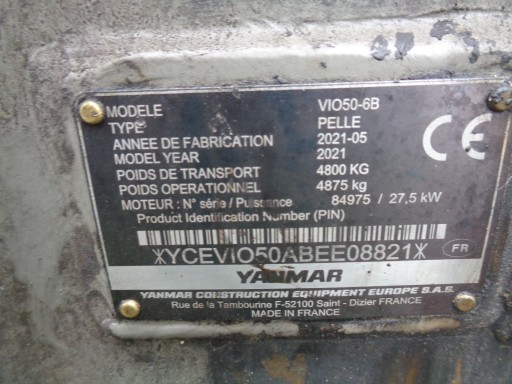 MODELE VIO50-6B
TYPE PELLE
ANNEE DE FABRICATION 2021-05
MODEL YEAR 2021
POIDS DE TRANSPORT 4800 KG
POIDS OPERATIONNEL 4875 kg
MOTEUR : N° série / Puissance 84975 / 27,5 kW
Product Identification Number (PIN)
*YCEVIO50ABEE08821*
FR
YANMAR
YANMAR CONSTRUCTION EQUIPMENT EUROPE S.A.S.
Rue de la Tambourine F-52100 Saint - Dizier FRANCE
MADE IN FRANCE
CE